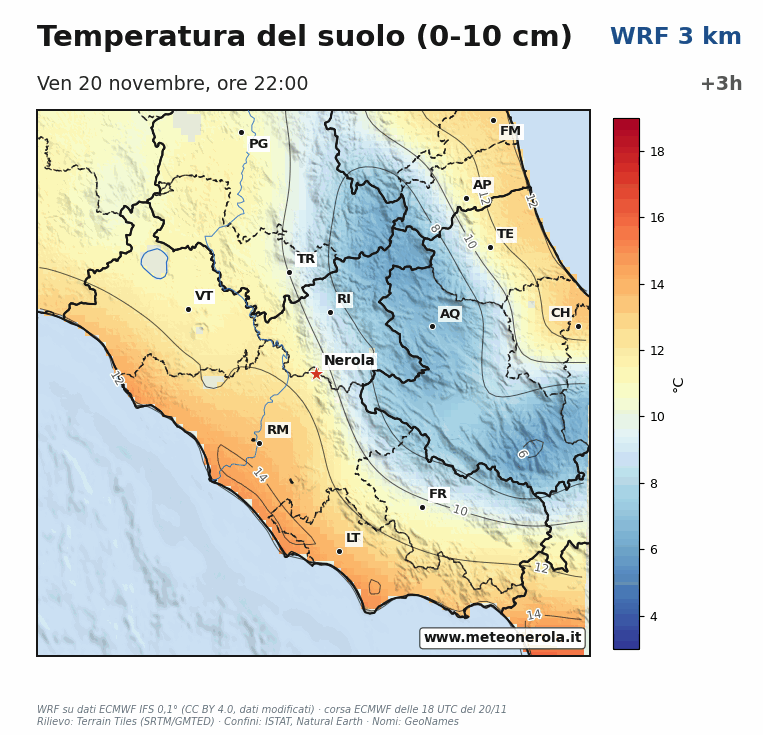 Temperatura del suolo (0-10 cm)
WRF 3 km
Ven 20 novembre, ore 22:00
+3h
FM
PG
AP
12
12
8
10
TE
TR
VT
RI
AQ
CH
Nerola
12
RM
14
6
FR
10
LT
12
14
www.meteonerola.it
18
16
14
12
10
8
6
4
°C
WRF su dati ECMWF IFS 0,1° (CC BY 4.0, dati modificati) · corsa ECMWF delle 18 UTC del 20/11
Rilievo: Terrain Tiles (SRTM/GMTED) · Confini: ISTAT, Natural Earth · Nomi: GeoNames